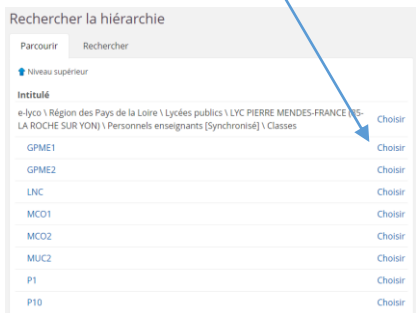 Rechercher la hiérarchie
Parcourir Rechercher
Niveau supérieur
Intitulé
e-lyco \ Région des Pays de la Loire \ Lycées publics \ LYC PIERRE MENDES-FRANCE (85-
LA ROCHE SUR YON) \ Personnels enseignants [Synchronisé] \ Classes Choisir
GPME1 Choisir
GPME2 Choisir
LNC Choisir
MCO1 Choisir
MCO2 Choisir
MUC2 Choisir
P1 Choisir
P10 Choisir